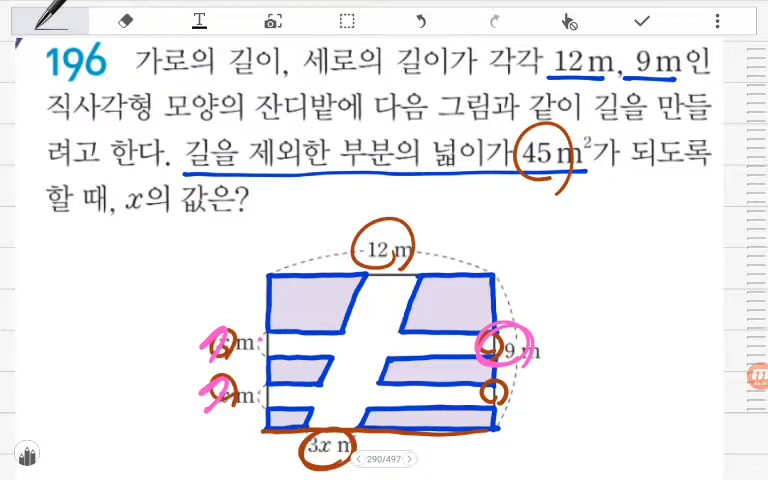 196 가로의 길이, 세로의 길이가 각각 12 m, 9 m인
직사각형 모양의 잔디밭에 다음 그림과 같이 길을 만들
려고 한다. 길을 제외한 부분의 넓이가 45 m²가 되도록
할 때, x의 값은?
12 m
x m
9 m
x m
3x m
290/497